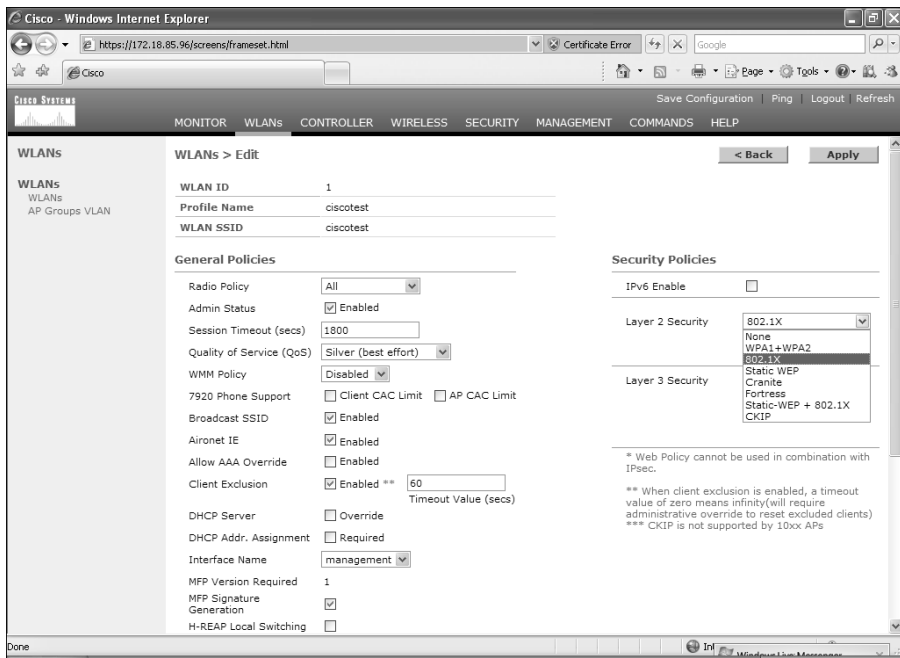 Cisco - Windows Internet Explorer
https://172.18.85.96/screens/frameset.html
Certificate Error
Google
Cisco
Page
Tools
CISCO SYSTEMS
Save Configuration | Ping | Logout | Refresh
MONITOR WLANs CONTROLLER WIRELESS SECURITY MANAGEMENT COMMANDS HELP
WLANs
WLANs
WLANs
AP Groups VLAN
WLANs > Edit
< Back
Apply
WLAN ID 1
Profile Name ciscotest
WLAN SSID ciscotest
General Policies
Radio Policy All
Admin Status Enabled
Session Timeout (secs) 1800
Quality of Service (QoS) Silver (best effort)
WMM Policy Disabled
7920 Phone Support Client CAC Limit AP CAC Limit
Broadcast SSID Enabled
Aironet IE Enabled
Allow AAA Override Enabled
Client Exclusion Enabled ** 60
Timeout Value (secs)
DHCP Server Override
DHCP Addr. Assignment Required
Interface Name management
MFP Version Required 1
MFP Signature
Generation
H-REAP Local Switching
Security Policies
IPv6 Enable
Layer 2 Security 802.1X
None
WPA1+WPA2
802.1X
Static WEP
Cranite
Fortress
Static-WEP + 802.1X
CKIP
Layer 3 Security
* Web Policy cannot be used in combination with
IPsec.
** When client exclusion is enabled, a timeout
value of zero means infinity(will require
administrative override to reset excluded clients)
*** CKIP is not supported by 10xx APs
Done
Windows Live Messenger